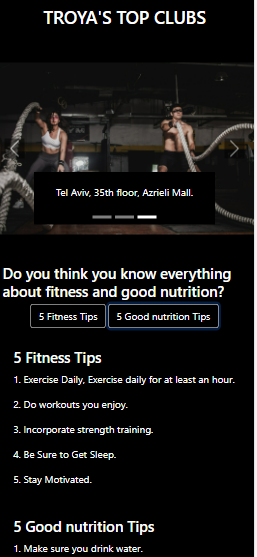 TROYA'S TOP CLUBS
Tel Aviv, 35th floor, Azrieli Mall.
Do you think you know everything
about fitness and good nutrition?
5 Fitness Tips
5 Good nutrition Tips
5 Fitness Tips
1. Exercise Daily, Exercise daily for at least an hour.
2. Do workouts you enjoy.
3. Incorporate strength training.
4. Be Sure to Get Sleep.
5. Stay Motivated.
5 Good nutrition Tips
1. Make sure you drink water.